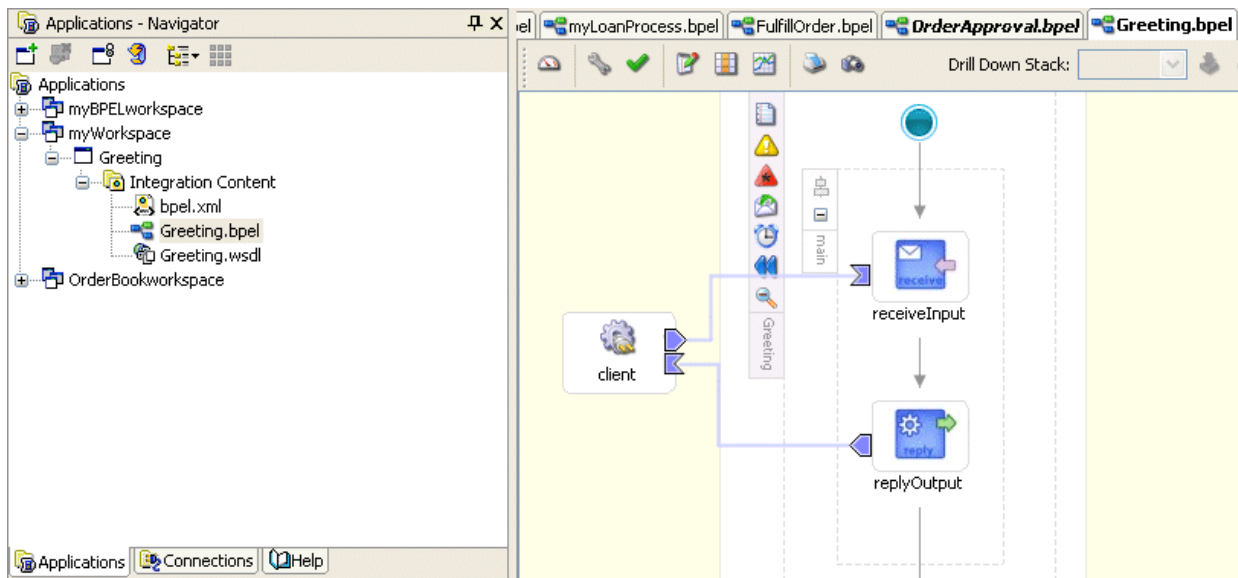 Applications - Navigator
Applications
myBPELworkspace
myWorkspace
Greeting
Integration Content
bpel.xml
Greeting.bpel
Greeting.wsdl
OrderBookworkspace
Applications Connections Help
myLoanProcess.bpel FulfillOrder.bpel OrderApproval.bpel Greeting.bpel
Drill Down Stack:
main
receive
receiveInput
Greeting
client
reply
replyOutput